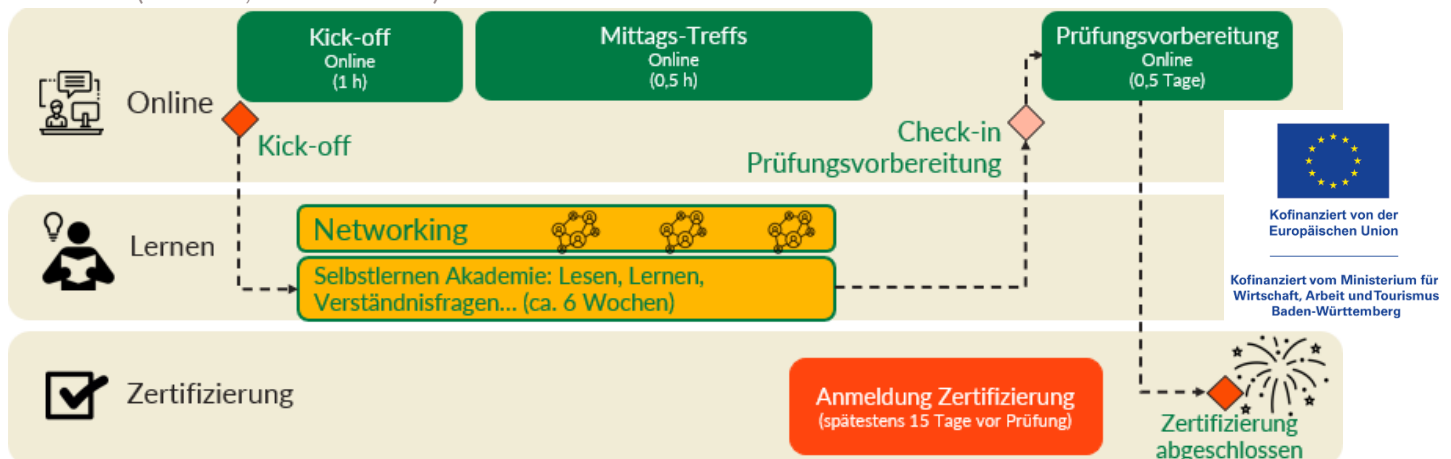 Kick-off
Online
(1 h)
Mittags-Treffs
Online
(0,5 h)
Prüfungsvorbereitung
Online
(0,5 Tage)
Online
Kick-off
Check-in
Prüfungsvorbereitung
Kofinanziert von der
Europäischen Union
Kofinanziert vom Ministerium für
Wirtschaft, Arbeit und Tourismus
Baden-Württemberg
Lernen
Networking
Selbstlernen Akademie: Lesen, Lernen,
Verständnisfragen... (ca. 6 Wochen)
Zertifizierung
Anmeldung Zertifizierung
(spätestens 15 Tage vor Prüfung)
Zertifizierung
abgeschlossen